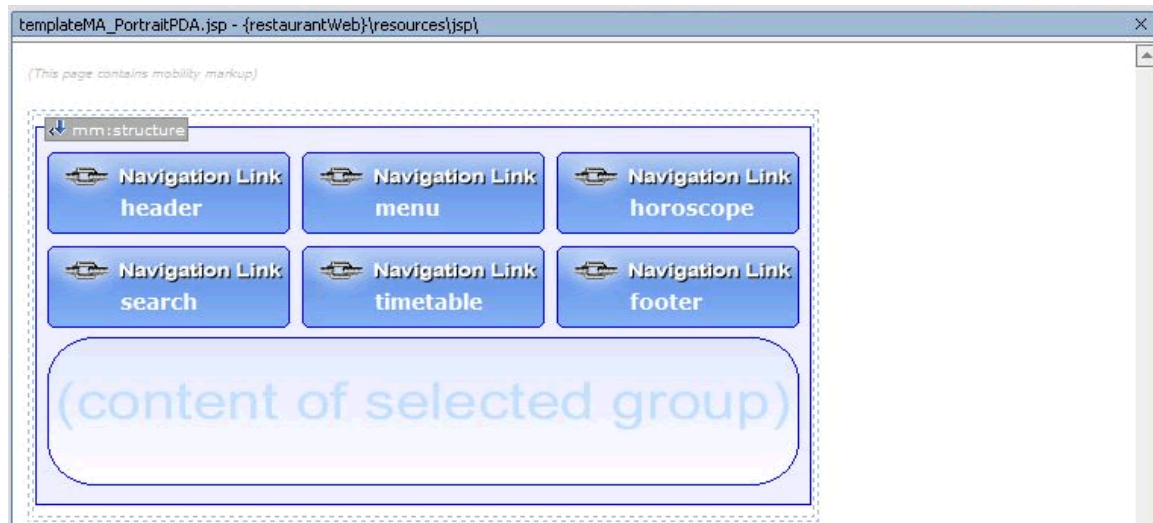 templateMA_PortraitPDA.jsp - {restaurantWeb}\resources\jsp\
(This page contains mobility markup)
mm:structure
Navigation Link Navigation Link Navigation Link
header menu horoscope
Navigation Link Navigation Link Navigation Link
search timetable footer
(content of selected group)